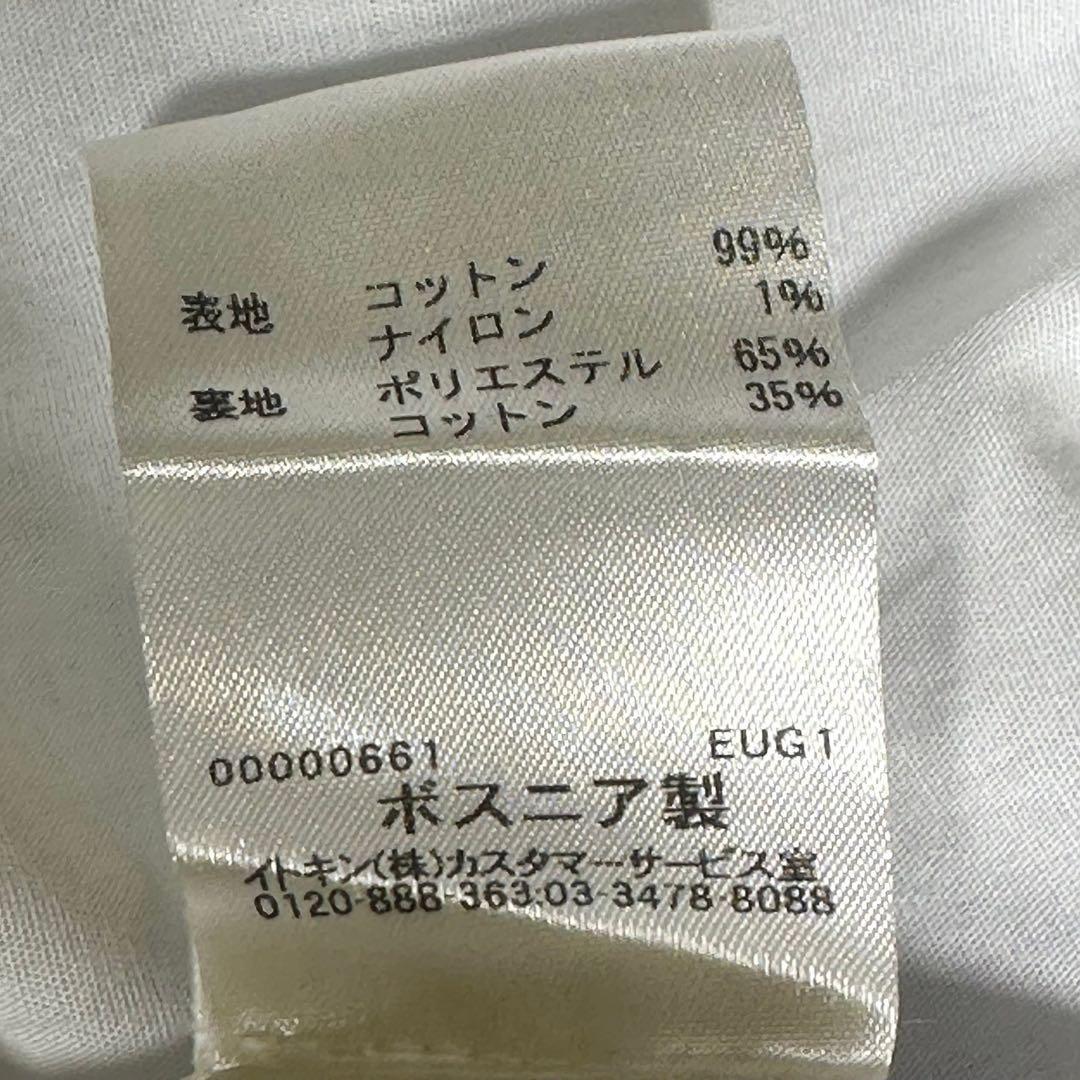 表地 コットン 99%
ナイロン 1%
裏地 ポリエステル 65%
コットン 35%
00000661 EUG1
ボスニア製
イトキン(株)カスタマーサービス室
0120-888-363.03-3478-8088